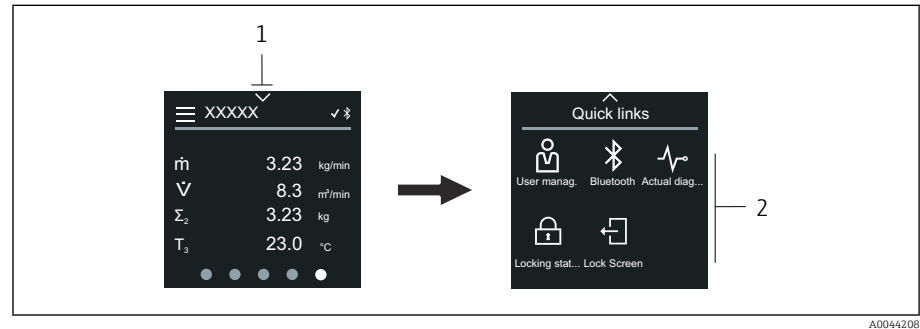 1
XXXXX
ṁ 3.23 kg/min
V̇ 8.3 m³/min
Σ₂ 3.23 kg
T₃ 23.0 °C
Quick links
User manag. Bluetooth Actual diag...
Locking stat... Lock Screen
2
A0044208